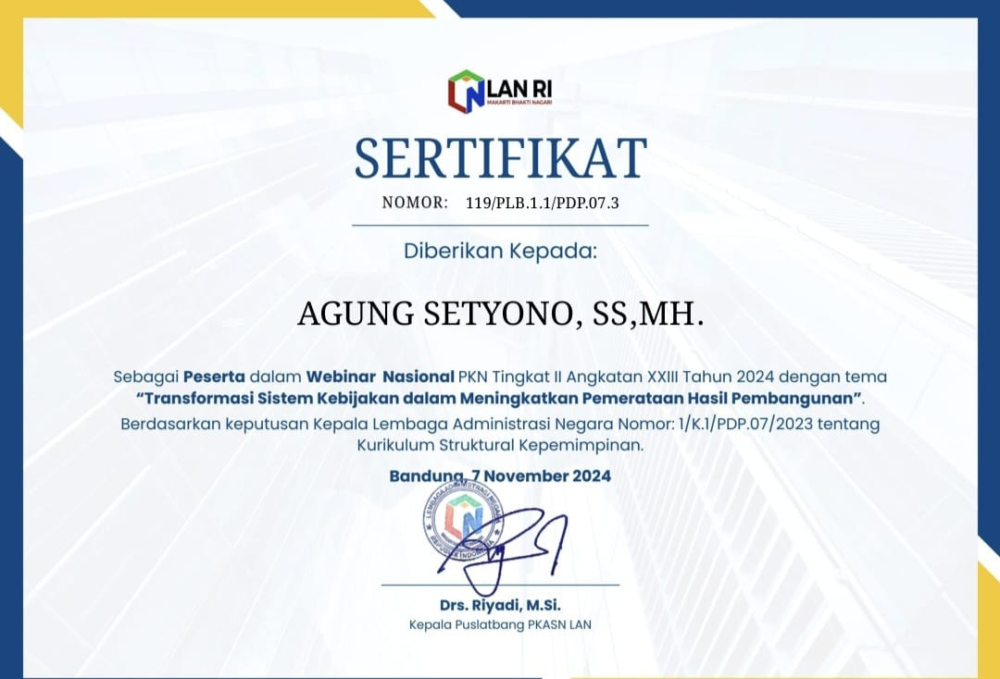 LAN RI
MAKARTI BHAKTI NAGARI
SERTIFIKAT
NOMOR: 119/PLB.1.1/PDP.07.3
Diberikan Kepada:
AGUNG SETYONO, SS,MH.
Sebagai Peserta dalam Webinar Nasional PKN Tingkat II Angkatan XXIII Tahun 2024 dengan tema
“Transformasi Sistem Kebijakan dalam Meningkatkan Pemerataan Hasil Pembangunan”.
Berdasarkan keputusan Kepala Lembaga Administrasi Negara Nomor: 1/K.1/PDP.07/2023 tentang
Kurikulum Struktural Kepemimpinan.
Bandung, 7 November 2024
LEMBAGA ADMINISTRASI NEGARA
REPUBLIK INDONESIA
Drs. Riyadi, M.Si.
Kepala Puslatbang PKASN LAN